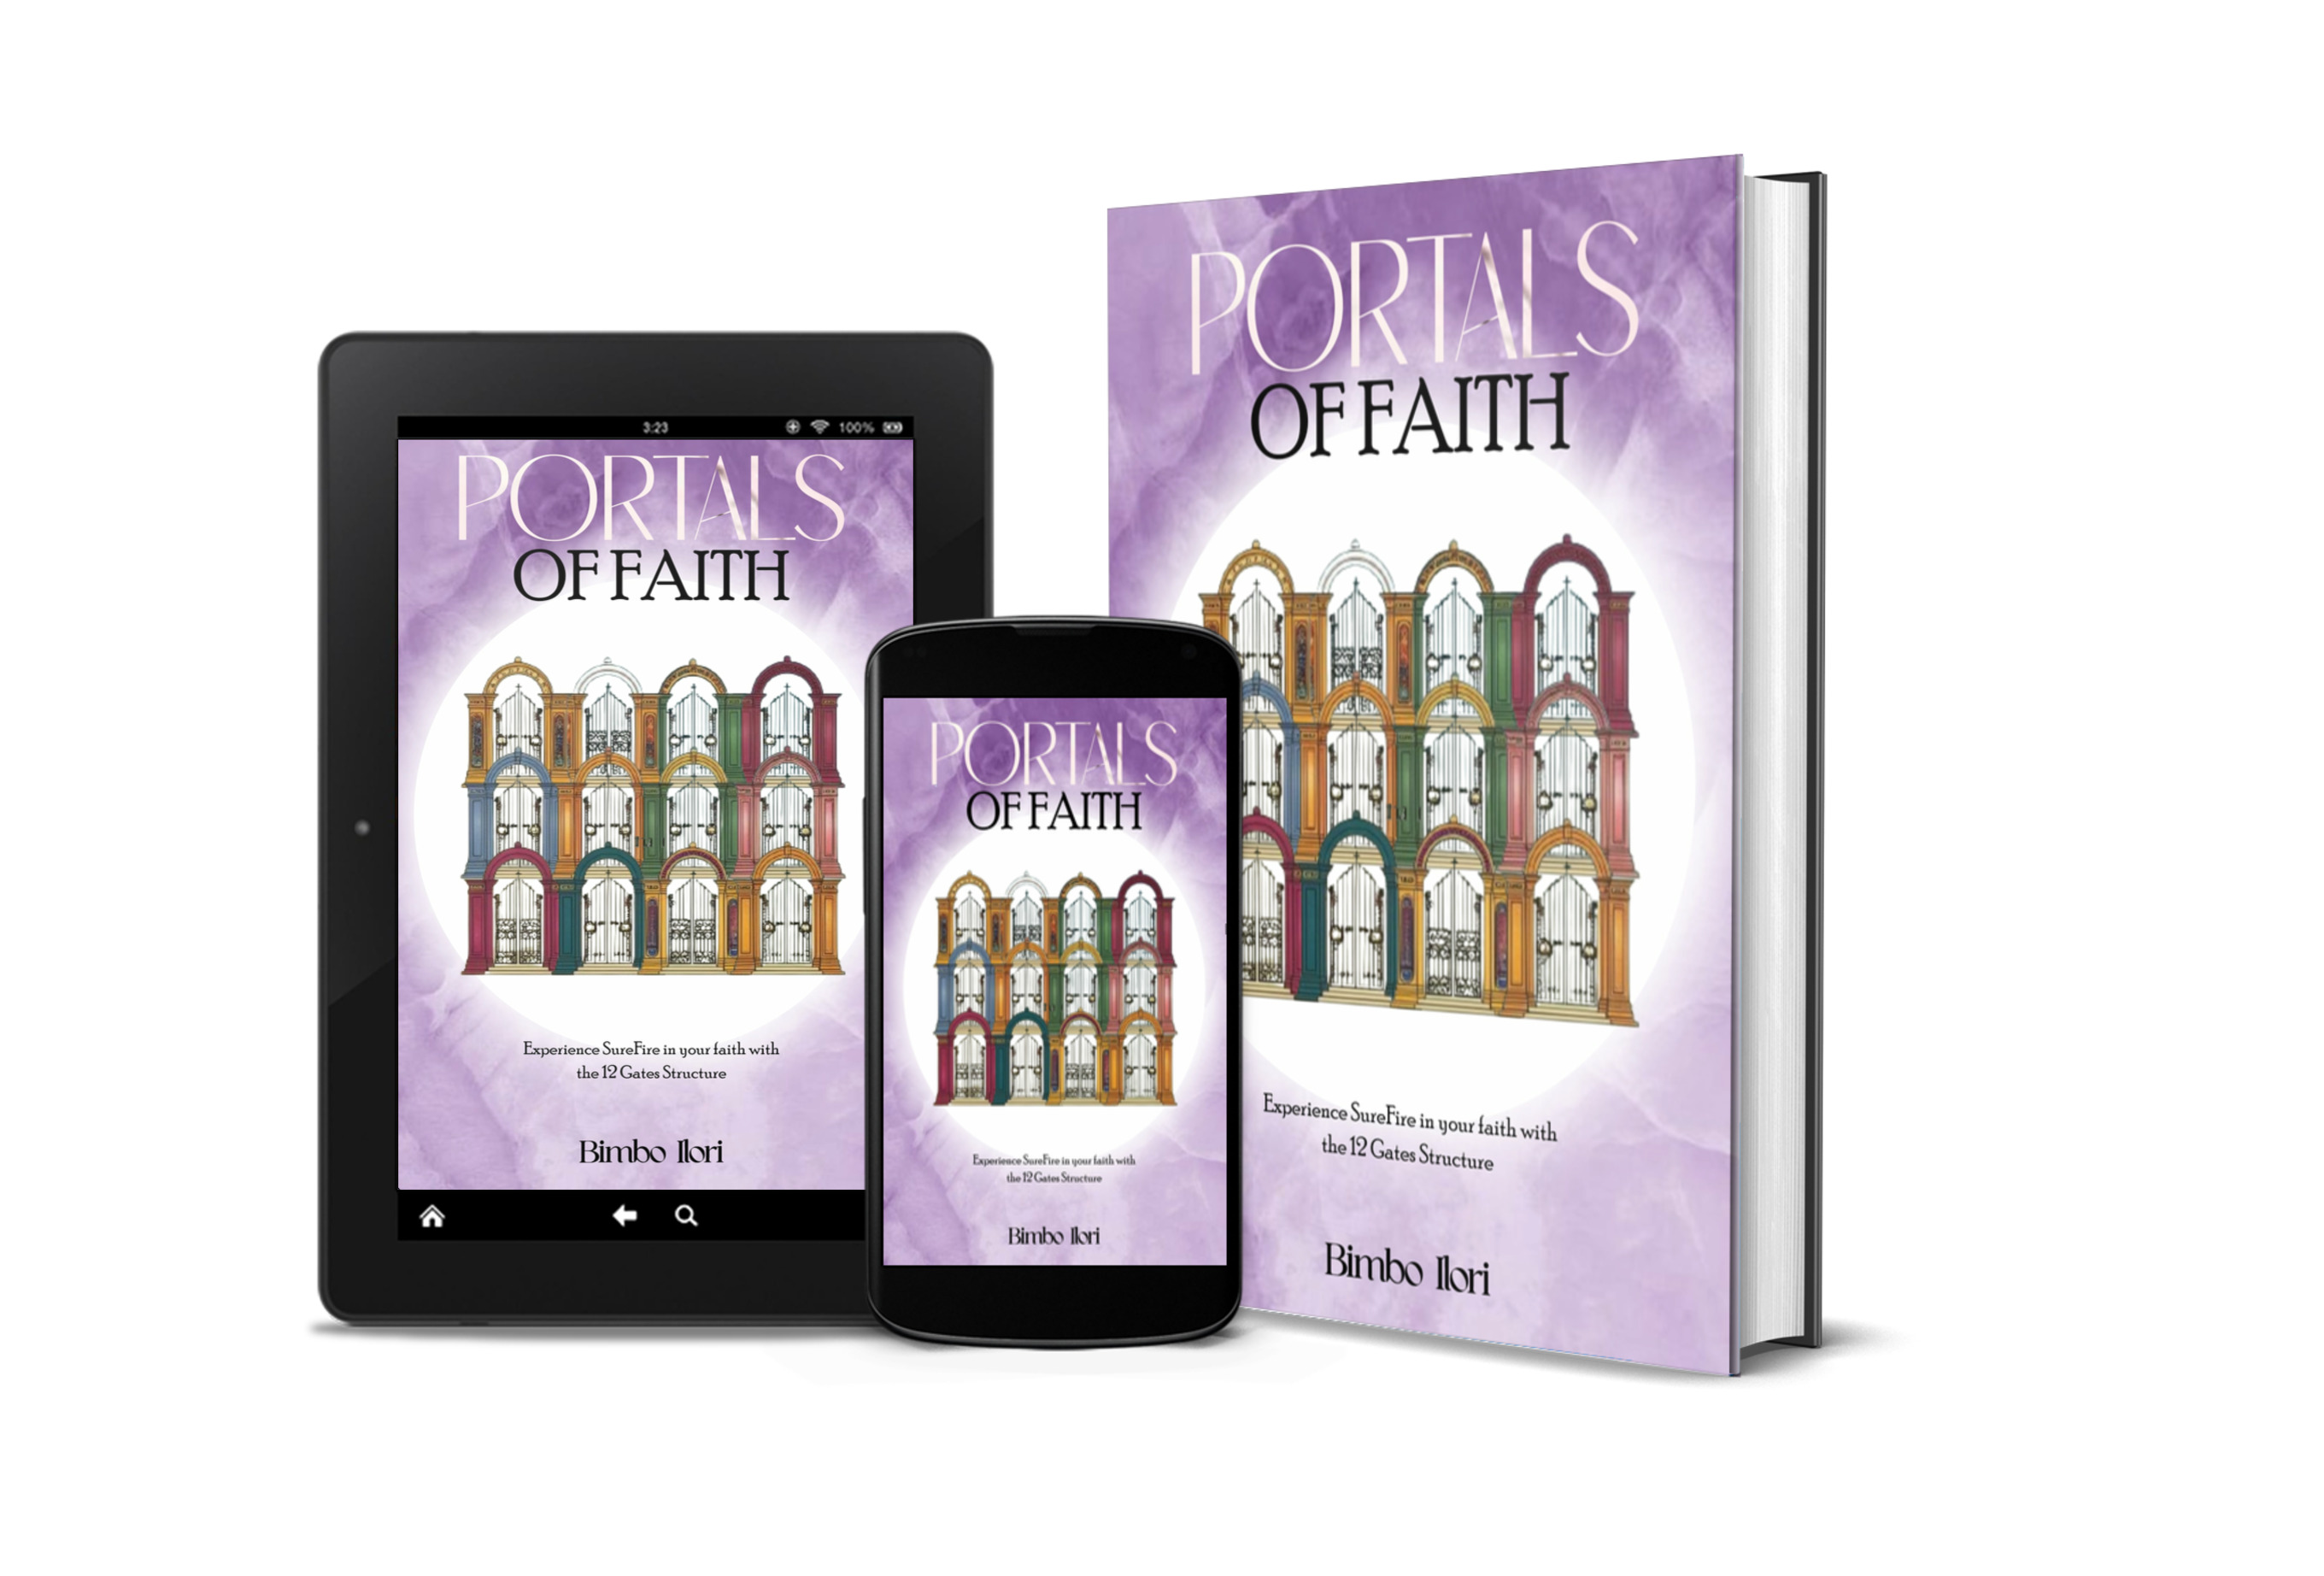 3:23
100%
PORTALS
OF FAITH
Experience SureFire in your faith with
the 12 Gates Structure
Bimbo Ilori
PORTALS
OF FAITH
Experience SureFire in your faith with
the 12 Gates Structure
Bimbo Ilori
PORTALS
OF FAITH
Experience SureFire in your faith with
the 12 Gates Structure
Bimbo Ilori